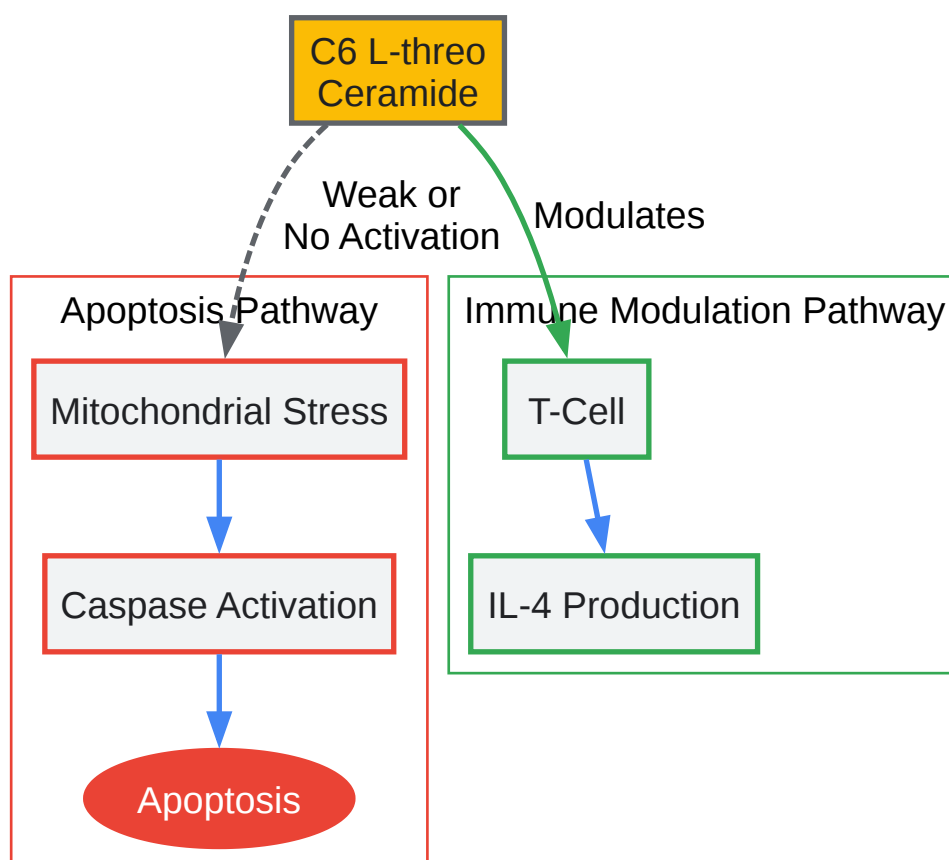 C6 L-threo
Ceramide
Weak or
No Activation
Modulates
Apoptosis Pathway
Immune Modulation Pathway
Mitochondrial Stress
T-Cell
Caspase Activation
IL-4 Production
Apoptosis